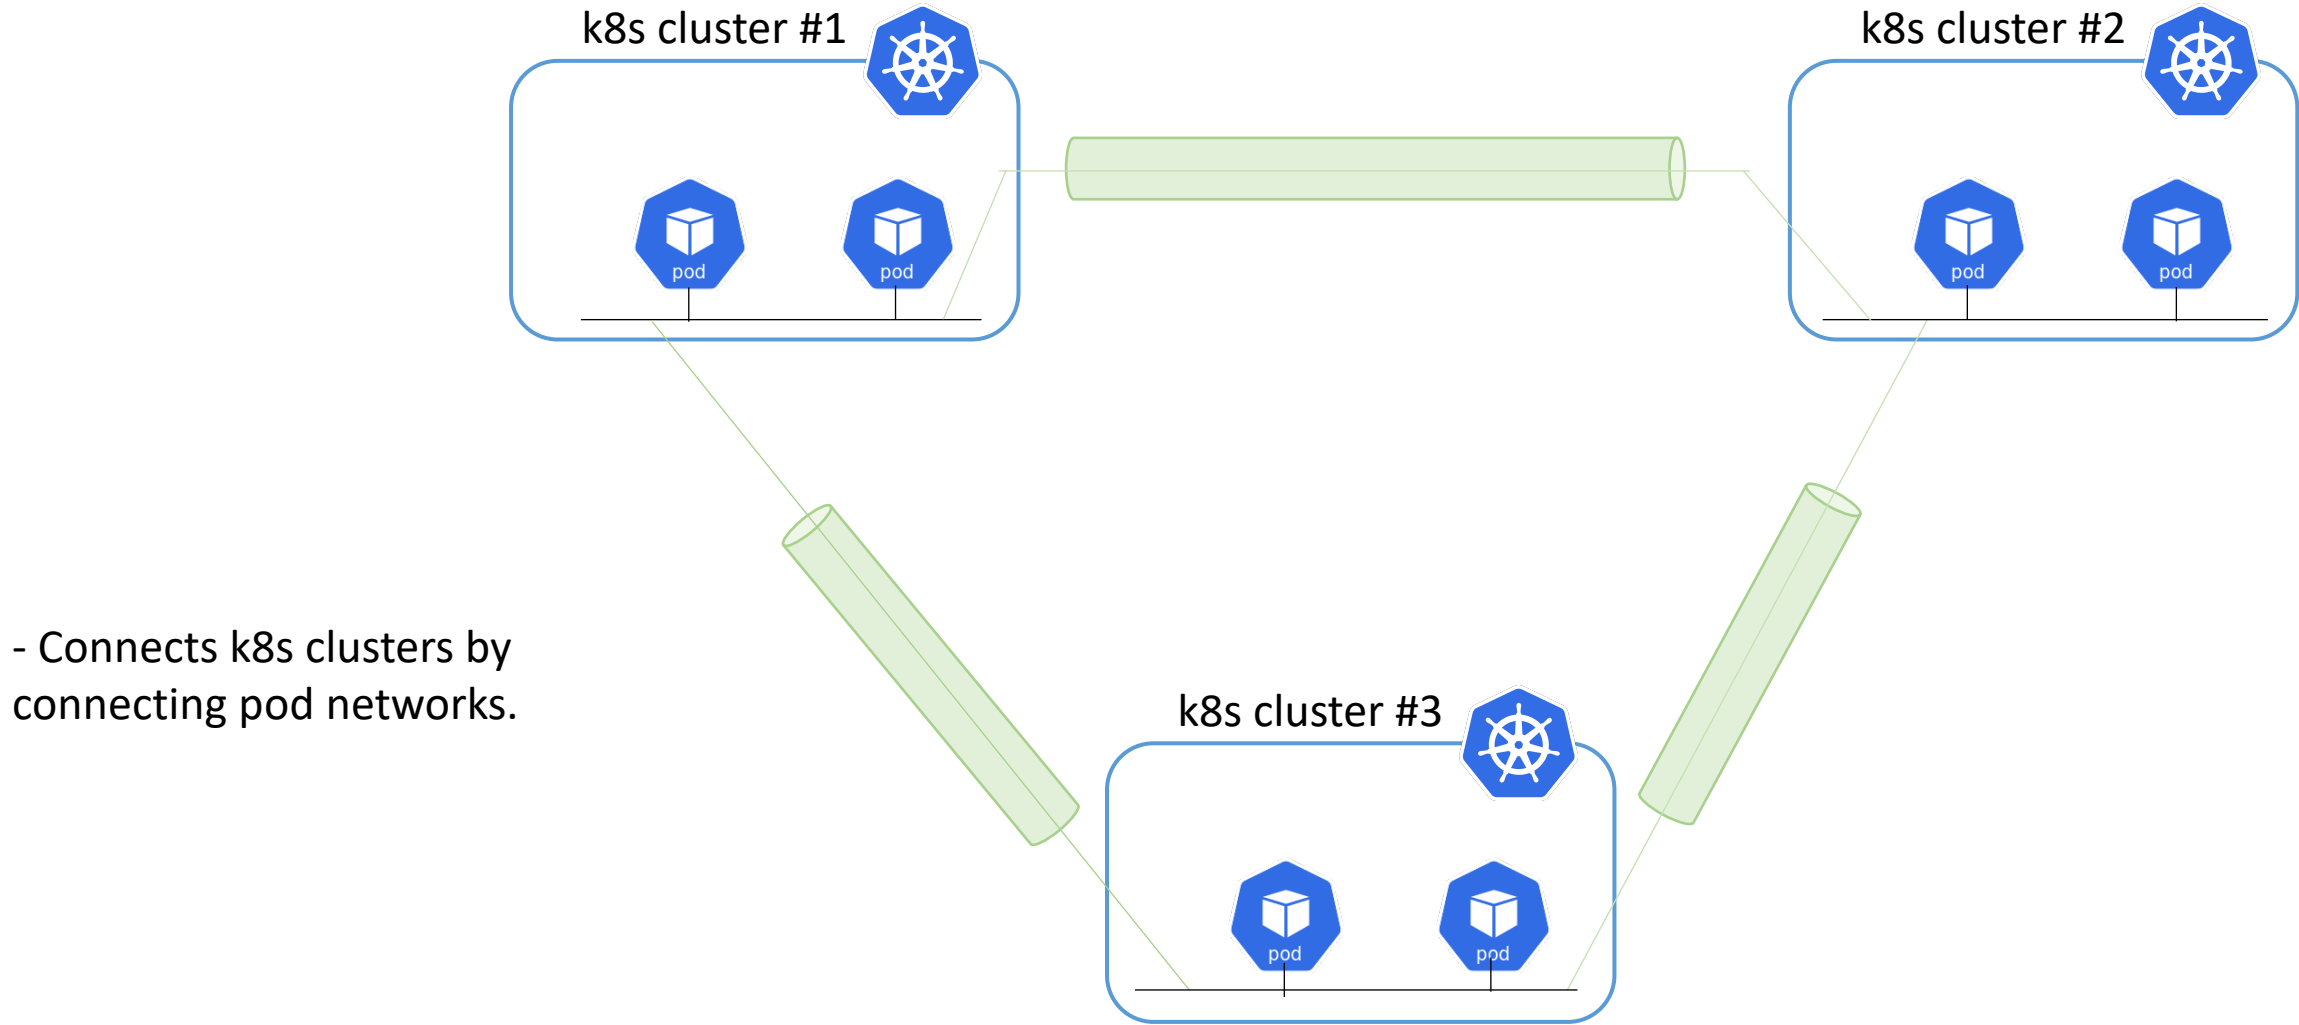 k8s cluster #1
k8s cluster #2
pod
pod
pod
pod
- Connects k8s clusters by
connecting pod networks.
k8s cluster #3
pod
pod